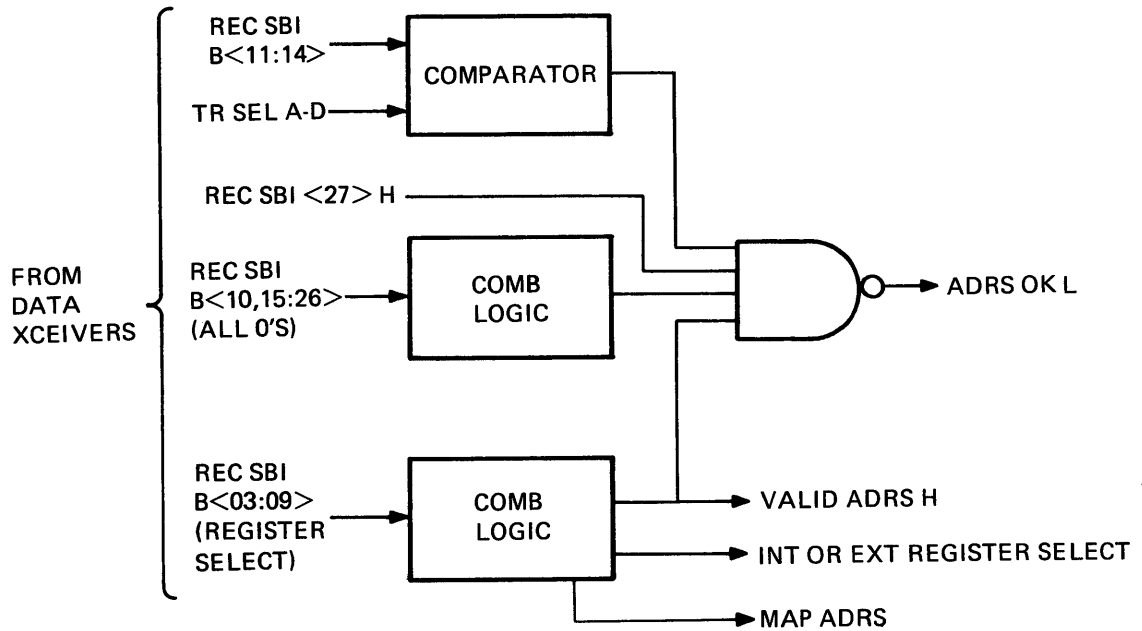 FROM
DATA
XCEIVERS
REC SBI
B<11:14>
TR SEL A-D
COMPARATOR
REC SBI <27> H
REC SBI
B<10,15:26>
(ALL 0'S)
COMB
LOGIC
ADRS OK L
REC SBI
B<03:09>
(REGISTER
SELECT)
COMB
LOGIC
VALID ADRS H
INT OR EXT REGISTER SELECT
MAP ADRS